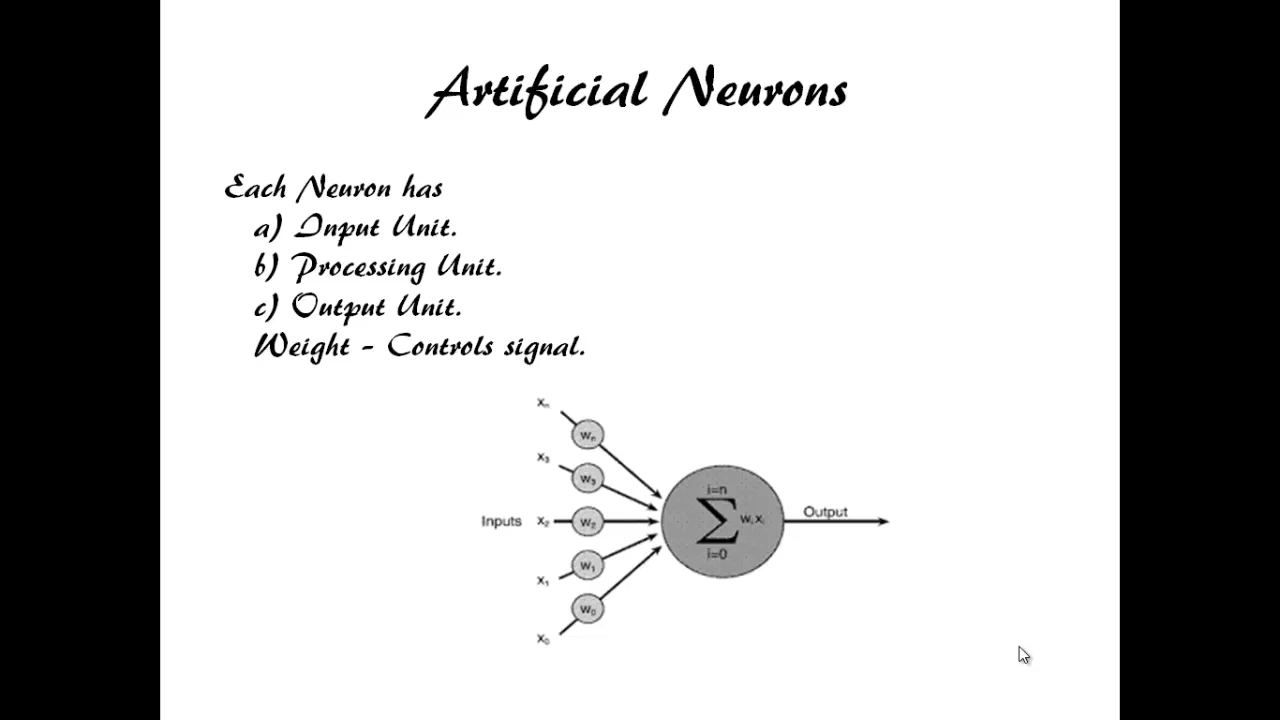 Artificial Neurons
Each Neuron has
a) Input Unit.
b) Processing Unit.
c) Output Unit.
Weight - Controls signal.
xₙ
wₙ
x₃
w₃
Inputs x₂ w₂
w₁
x₁
w₀
x₀
i=n
∑ wᵢxᵢ
i=0
Output